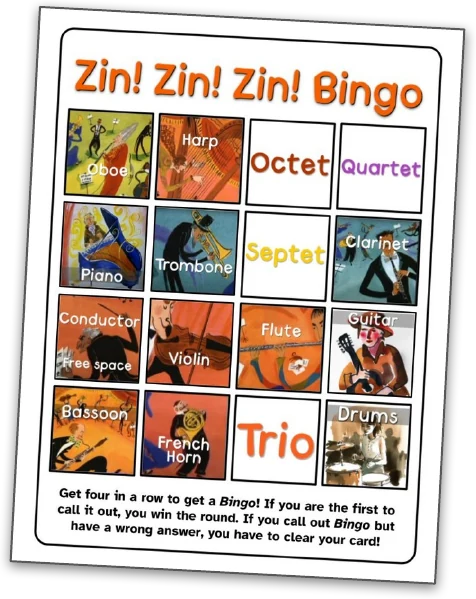 Zin! Zin! Zin! Bingo
Oboe
Harp
Octet
Quartet
Piano
Trombone
Septet
Clarinet
Conductor
Free space
Violin
Flute
Guitar
Bassoon
French
Horn
Trio
Drums
Get four in a row to get a Bingo! If you are the first to
call it out, you win the round. If you call out Bingo but
have a wrong answer, you have to clear your card!